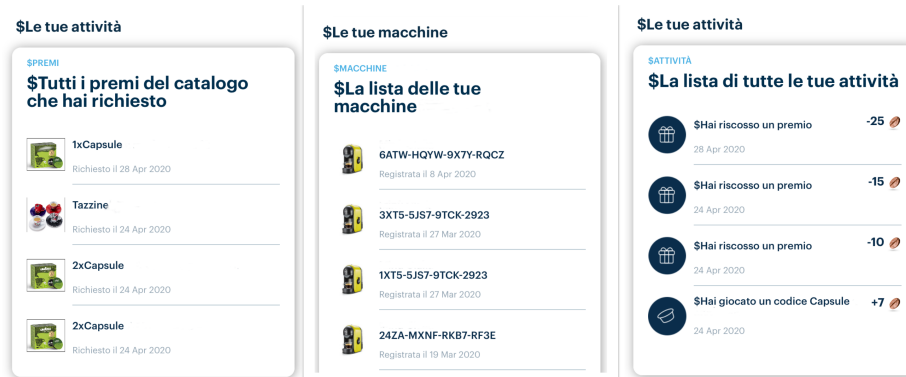 $Le tue attività
$PREMI
$Tutti i premi del catalogo
che hai richiesto
1xCapsule
Richiesto il 28 Apr 2020
Tazzine
Richiesto il 24 Apr 2020
2xCapsule
Richiesto il 24 Apr 2020
2xCapsule
Richiesto il 24 Apr 2020
$Le tue macchine
$MACCHINE
$La lista delle tue
macchine
6ATW-HQYW-9X7Y-RQCZ
Registrata il 8 Apr 2020
3XT5-5JS7-9TCK-2923
Registrata il 27 Mar 2020
1XT5-5JS7-9TCK-2923
Registrata il 27 Mar 2020
24ZA-MXNF-RKB7-RF3E
Registrata il 19 Mar 2020
$Le tue attività
$ATTIVITÀ
$La lista di tutte le tue attività
$Hai riscosso un premio -25
28 Apr 2020
$Hai riscosso un premio -15
24 Apr 2020
$Hai riscosso un premio -10
24 Apr 2020
$Hai giocato un codice Capsule +7
24 Apr 2020